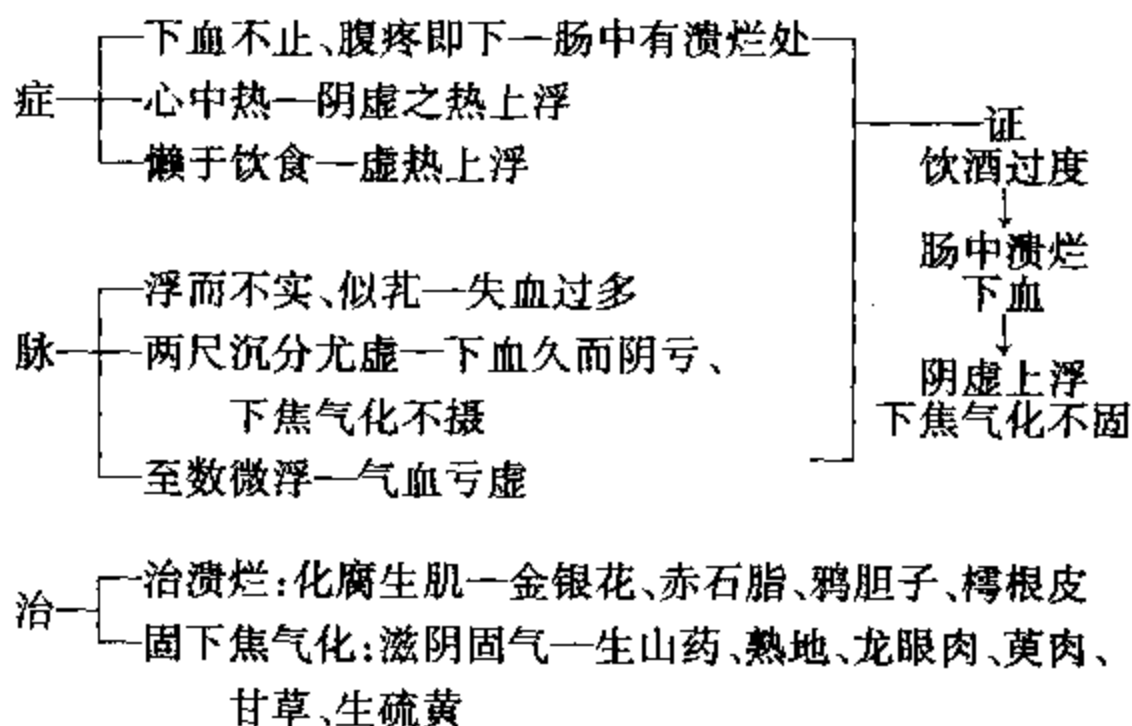 症
下血不止、腹疼即下—肠中有溃烂处
心中热—阴虚之热上浮
懒于饮食—虚热上浮
脉
浮而不实、似芤—失血过多
两尺沉分尤虚—下血久而阴亏、
下焦气化不摄
至数微浮—气血亏虚
证
饮酒过度
肠中溃烂
下血
阴虚上浮
下焦气化不固
治
治溃烂:化腐生肌—金银花、赤石脂、鸦胆子、樗根皮
固下焦气化:滋阴固气—生山药、熟地、龙眼肉、萸肉、
甘草、生硫黄